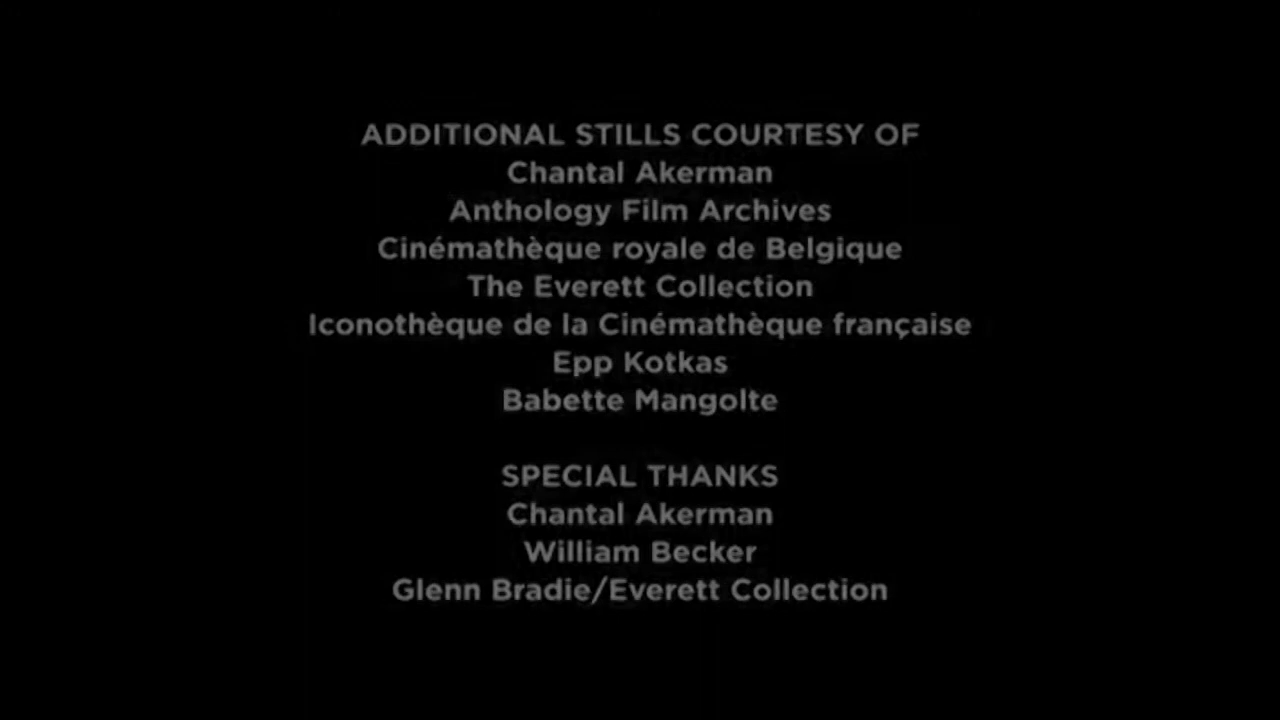 ADDITIONAL STILLS COURTESY OF
Chantal Akerman
Anthology Film Archives
Cinémathèque royale de Belgique
The Everett Collection
Iconothèque de la Cinémathèque française
Epp Kotkas
Babette Mangolte
SPECIAL THANKS
Chantal Akerman
William Becker
Glenn Bradie/Everett Collection